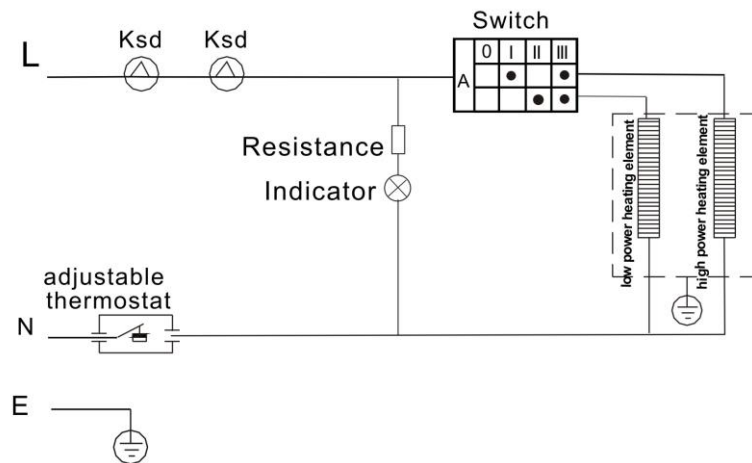 Switch
Ksd Ksd
L
0 I II III
A
Resistance
Indicator
low power heating element
high power heating element
adjustable
thermostat
N
E